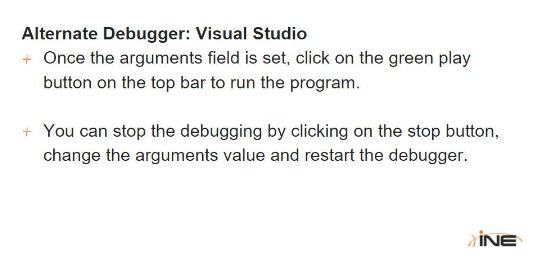 Alternate Debugger: Visual Studio
+ Once the arguments field is set, click on the green play
button on the top bar to run the program.
+ You can stop the debugging by clicking on the stop button,
change the arguments value and restart the debugger.
iNE